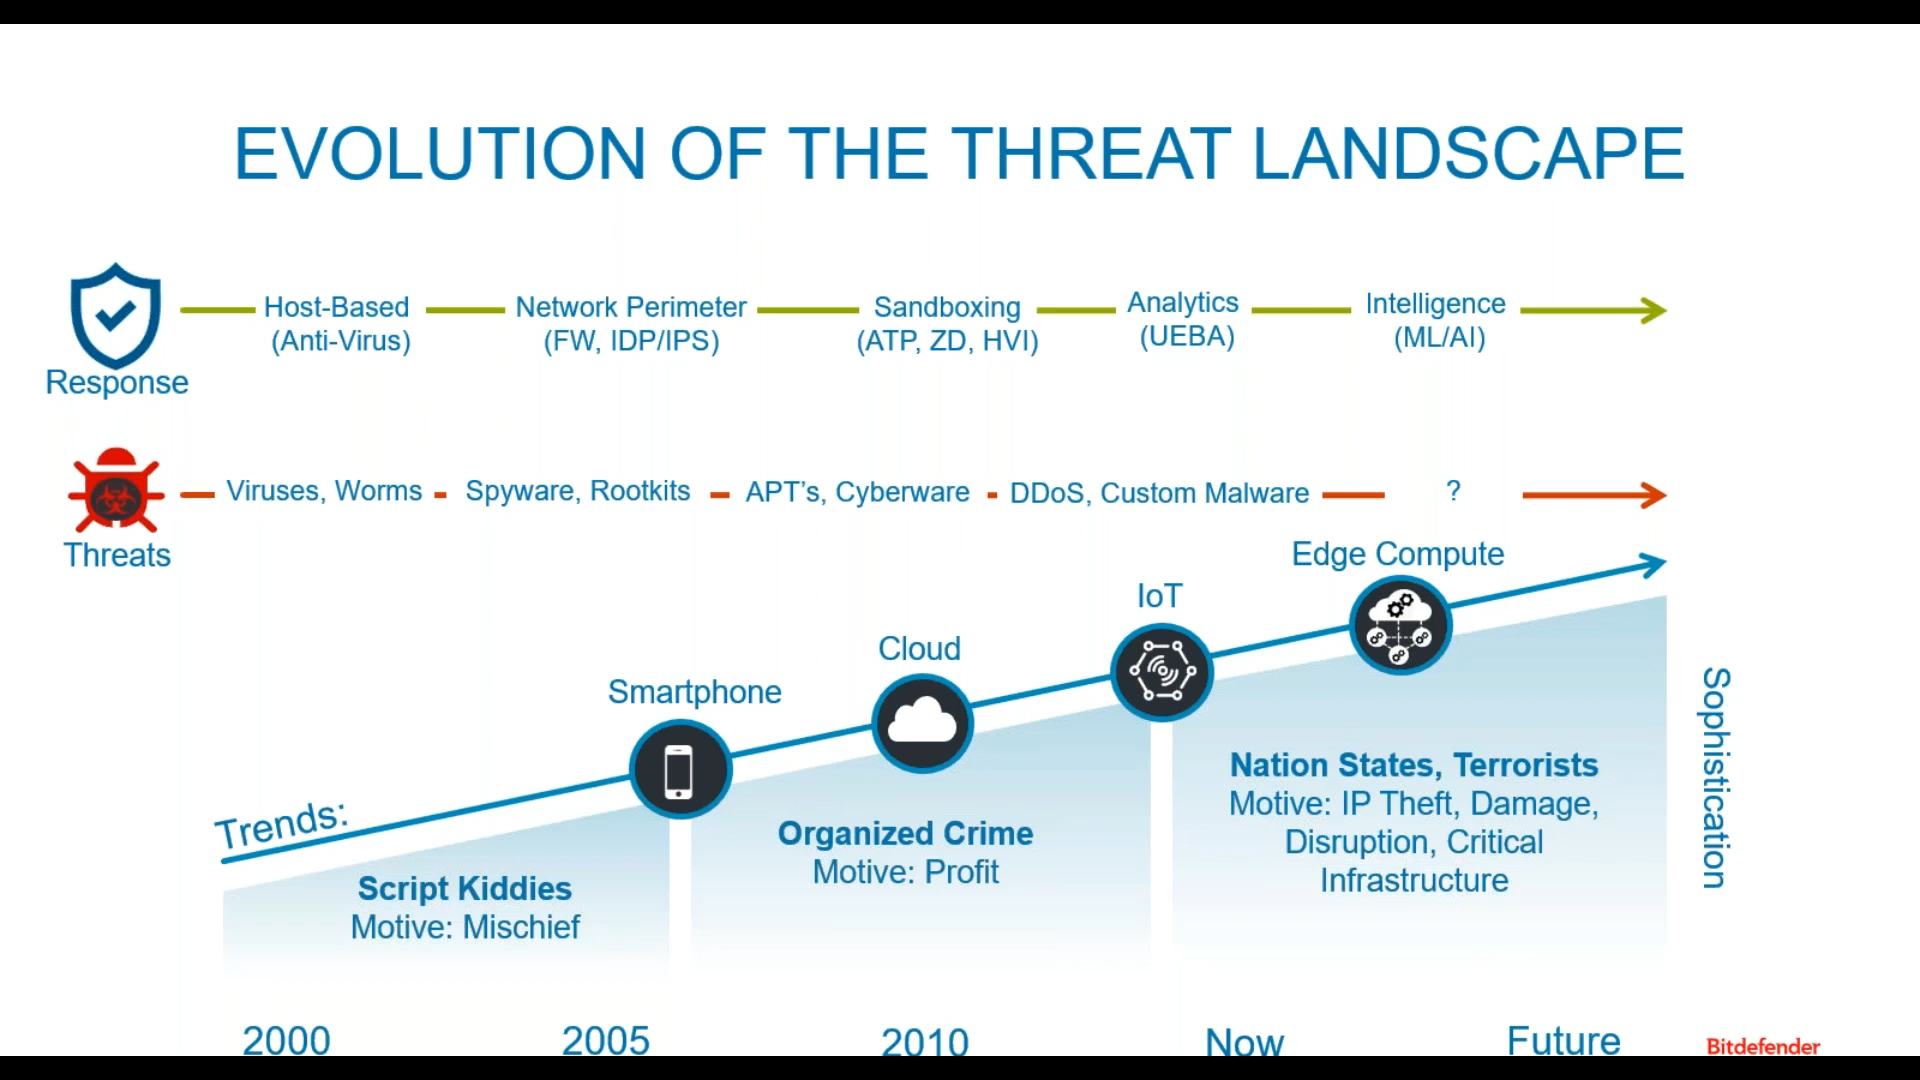 EVOLUTION OF THE THREAT LANDSCAPE
Response
Host-Based
(Anti-Virus)
Network Perimeter
(FW, IDP/IPS)
Sandboxing
(ATP, ZD, HVI)
Analytics
(UEBA)
Intelligence
(ML/AI)
Threats
Viruses, Worms
Spyware, Rootkits
APT’s, Cyberware
DDoS, Custom Malware
?
Trends:
Smartphone
Cloud
IoT
Edge Compute
Script Kiddies
Motive: Mischief
Organized Crime
Motive: Profit
Nation States, Terrorists
Motive: IP Theft, Damage,
Disruption, Critical
Infrastructure
Sophistication
2000
2005
2010
Now
Future
Bitdefender